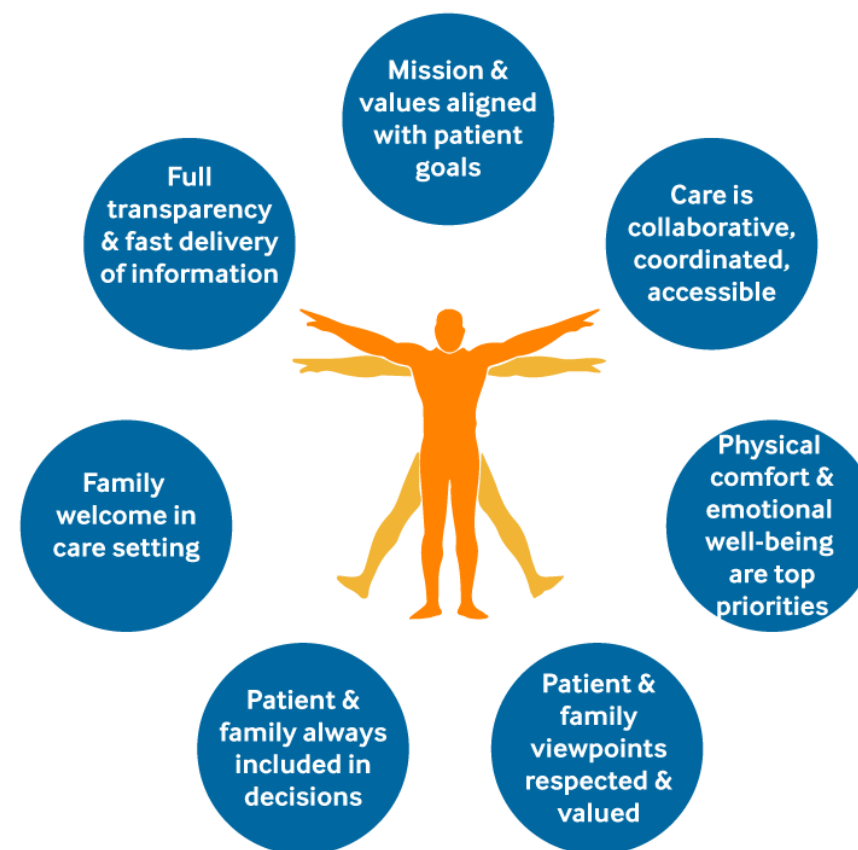 Mission &
values aligned
with patient
goals
Care is
collaborative,
coordinated,
accessible
Physical
comfort &
emotional
well-being
are top
priorities
Patient &
family
viewpoints
respected &
valued
Patient &
family always
included in
decisions
Family
welcome in
care setting
Full
transparency
& fast delivery
of information